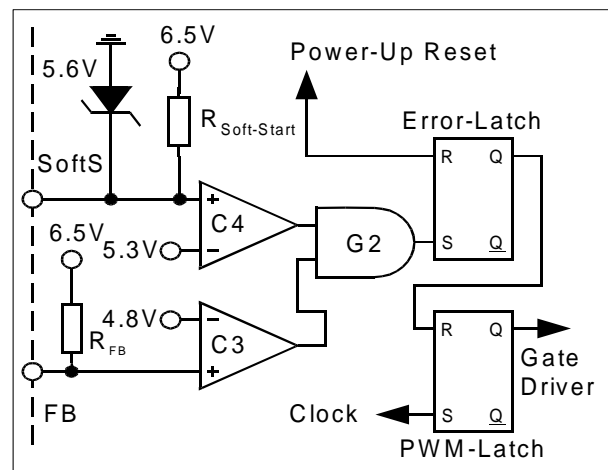 6.5V
5.6V
Power-Up Reset
R Soft-Start
Error-Latch
SoftS
R Q
+
C4
-
G2
6.5V
5.3V
S Q
4.8V
-
R FB
C3
+
R Q
Gate
Driver
FB
Clock
S Q
PWM-Latch